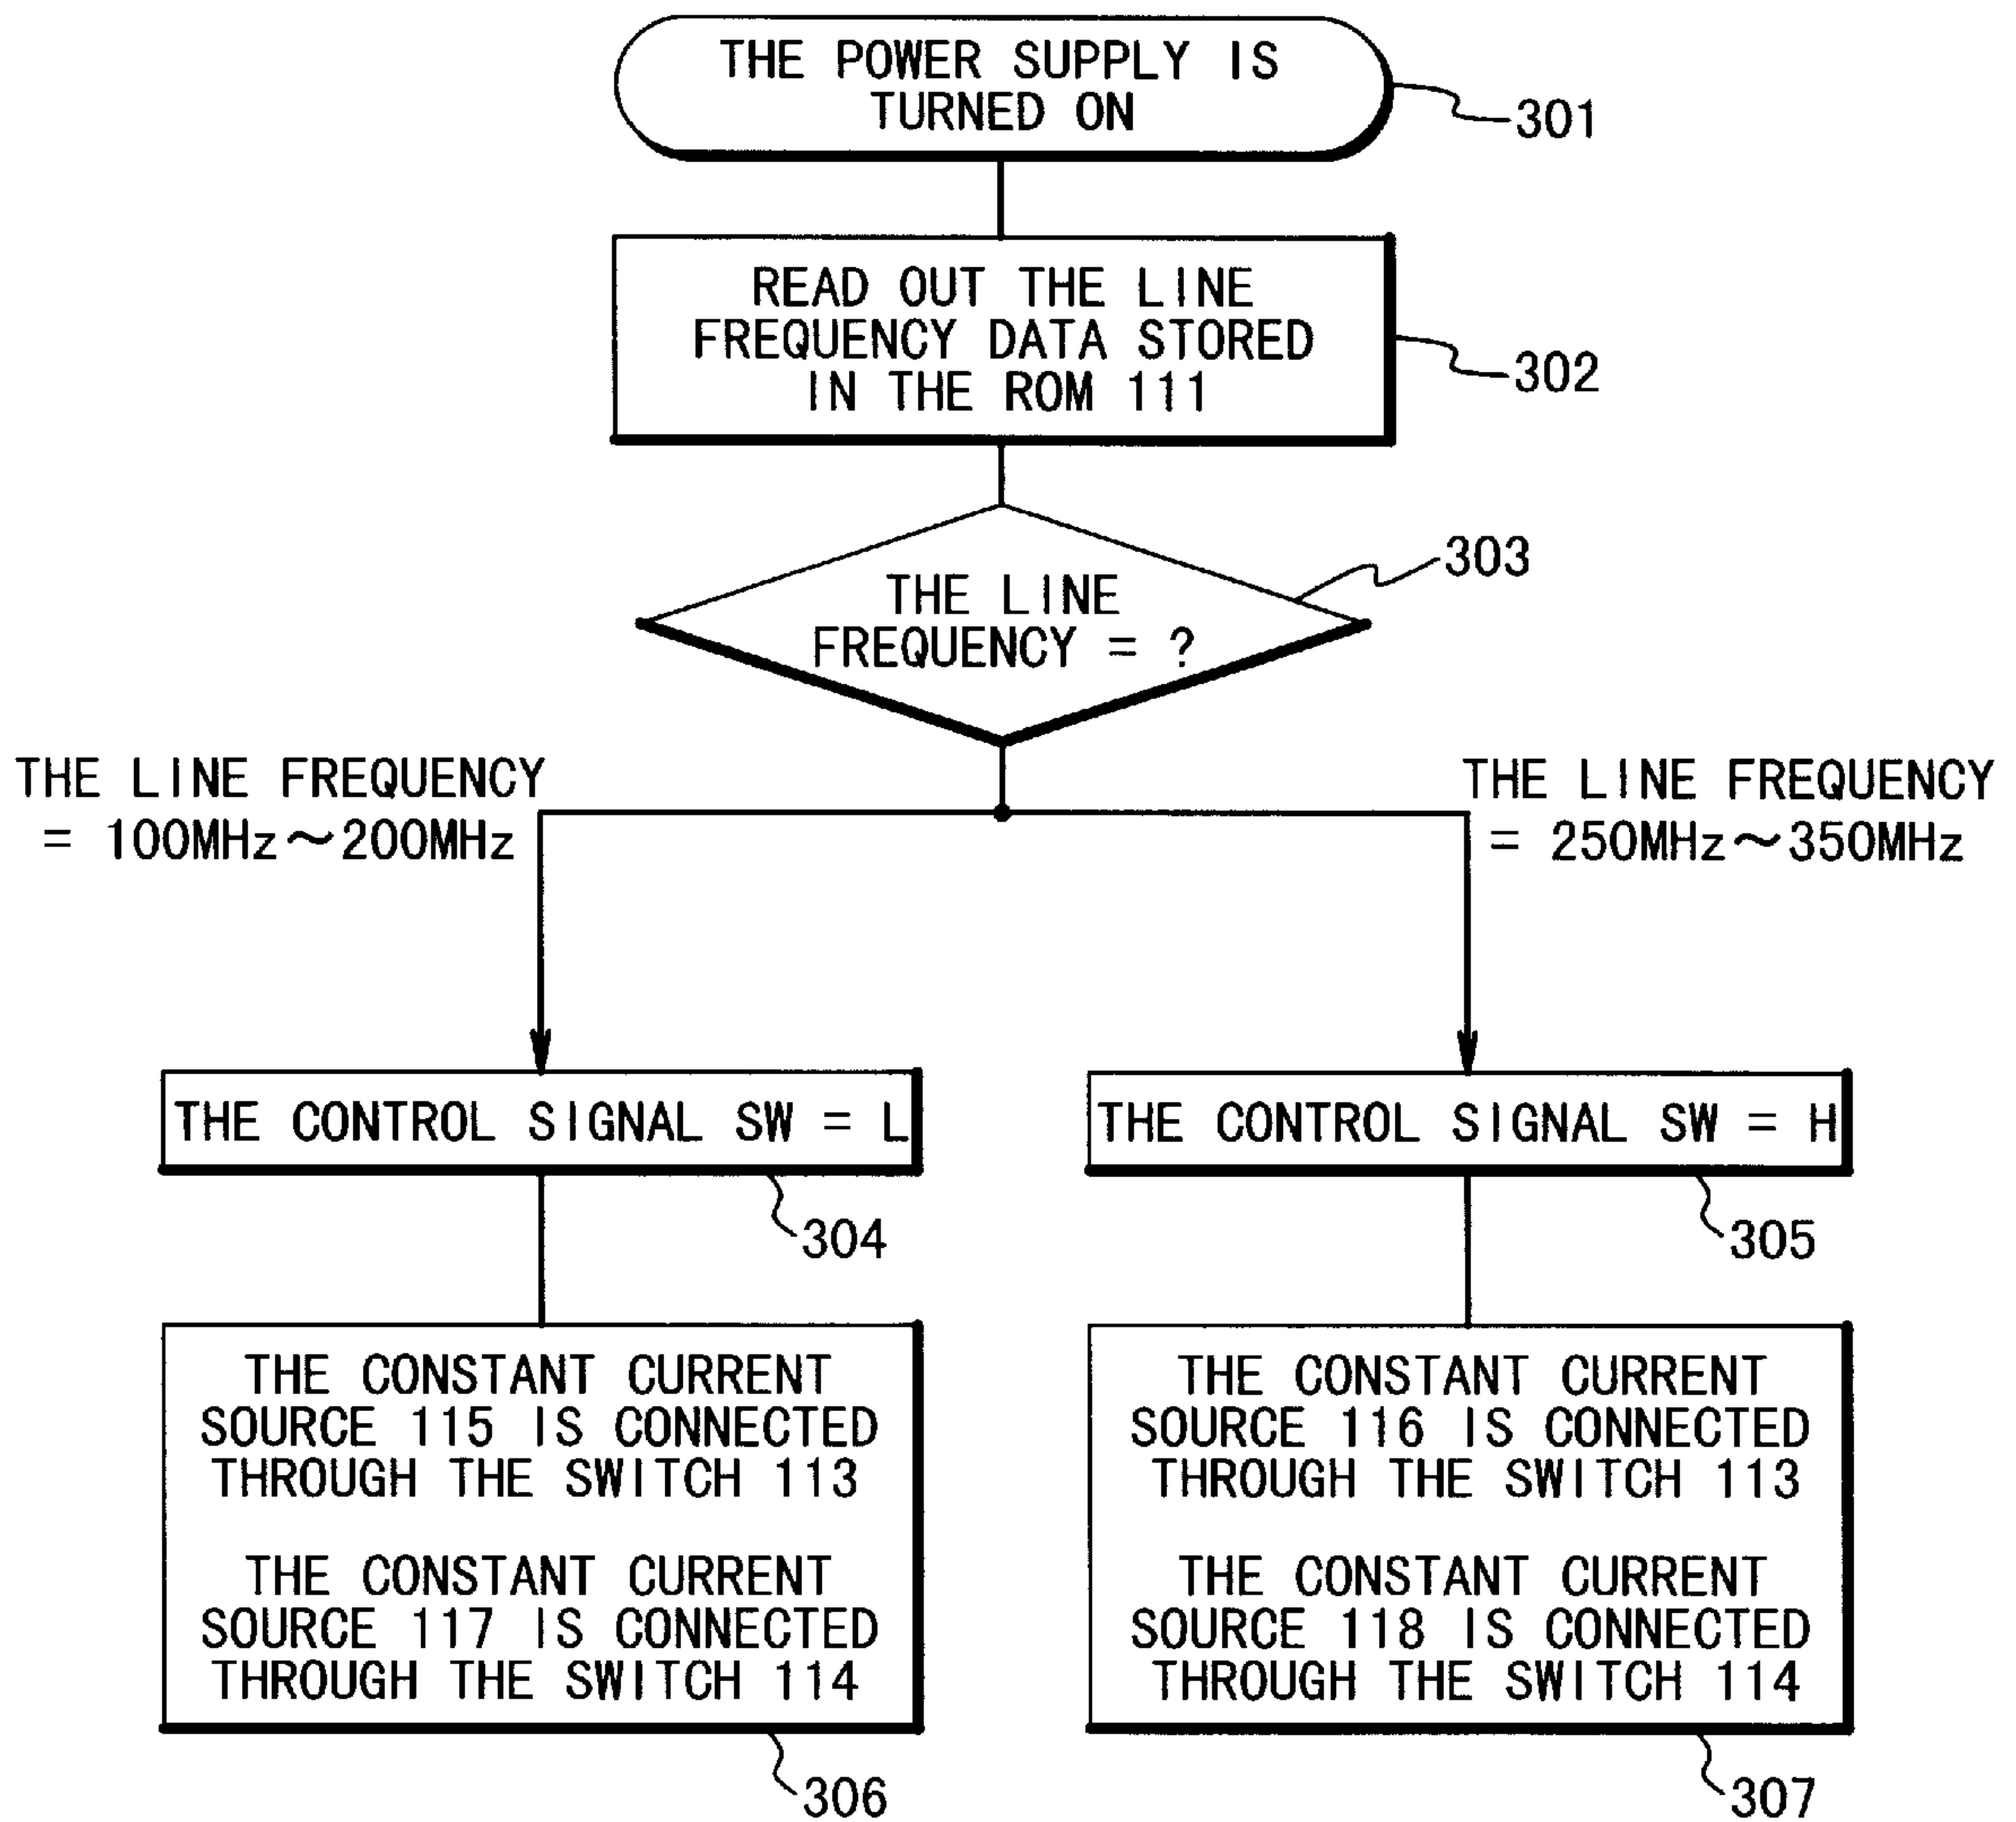 THE POWER SUPPLY IS
TURNED ON
301
READ OUT THE LINE
FREQUENCY DATA STORED
IN THE ROM 111
302
303
THE LINE
FREQUENCY = ?
THE LINE FREQUENCY
= 100MHz~200MHz
THE LINE FREQUENCY
= 250MHz~350MHz
THE CONTROL SIGNAL SW = L
304
THE CONTROL SIGNAL SW = H
305
THE CONSTANT CURRENT
SOURCE 115 IS CONNECTED
THROUGH THE SWITCH 113
THE CONSTANT CURRENT
SOURCE 117 IS CONNECTED
THROUGH THE SWITCH 114
306
THE CONSTANT CURRENT
SOURCE 116 IS CONNECTED
THROUGH THE SWITCH 113
THE CONSTANT CURRENT
SOURCE 118 IS CONNECTED
THROUGH THE SWITCH 114
307